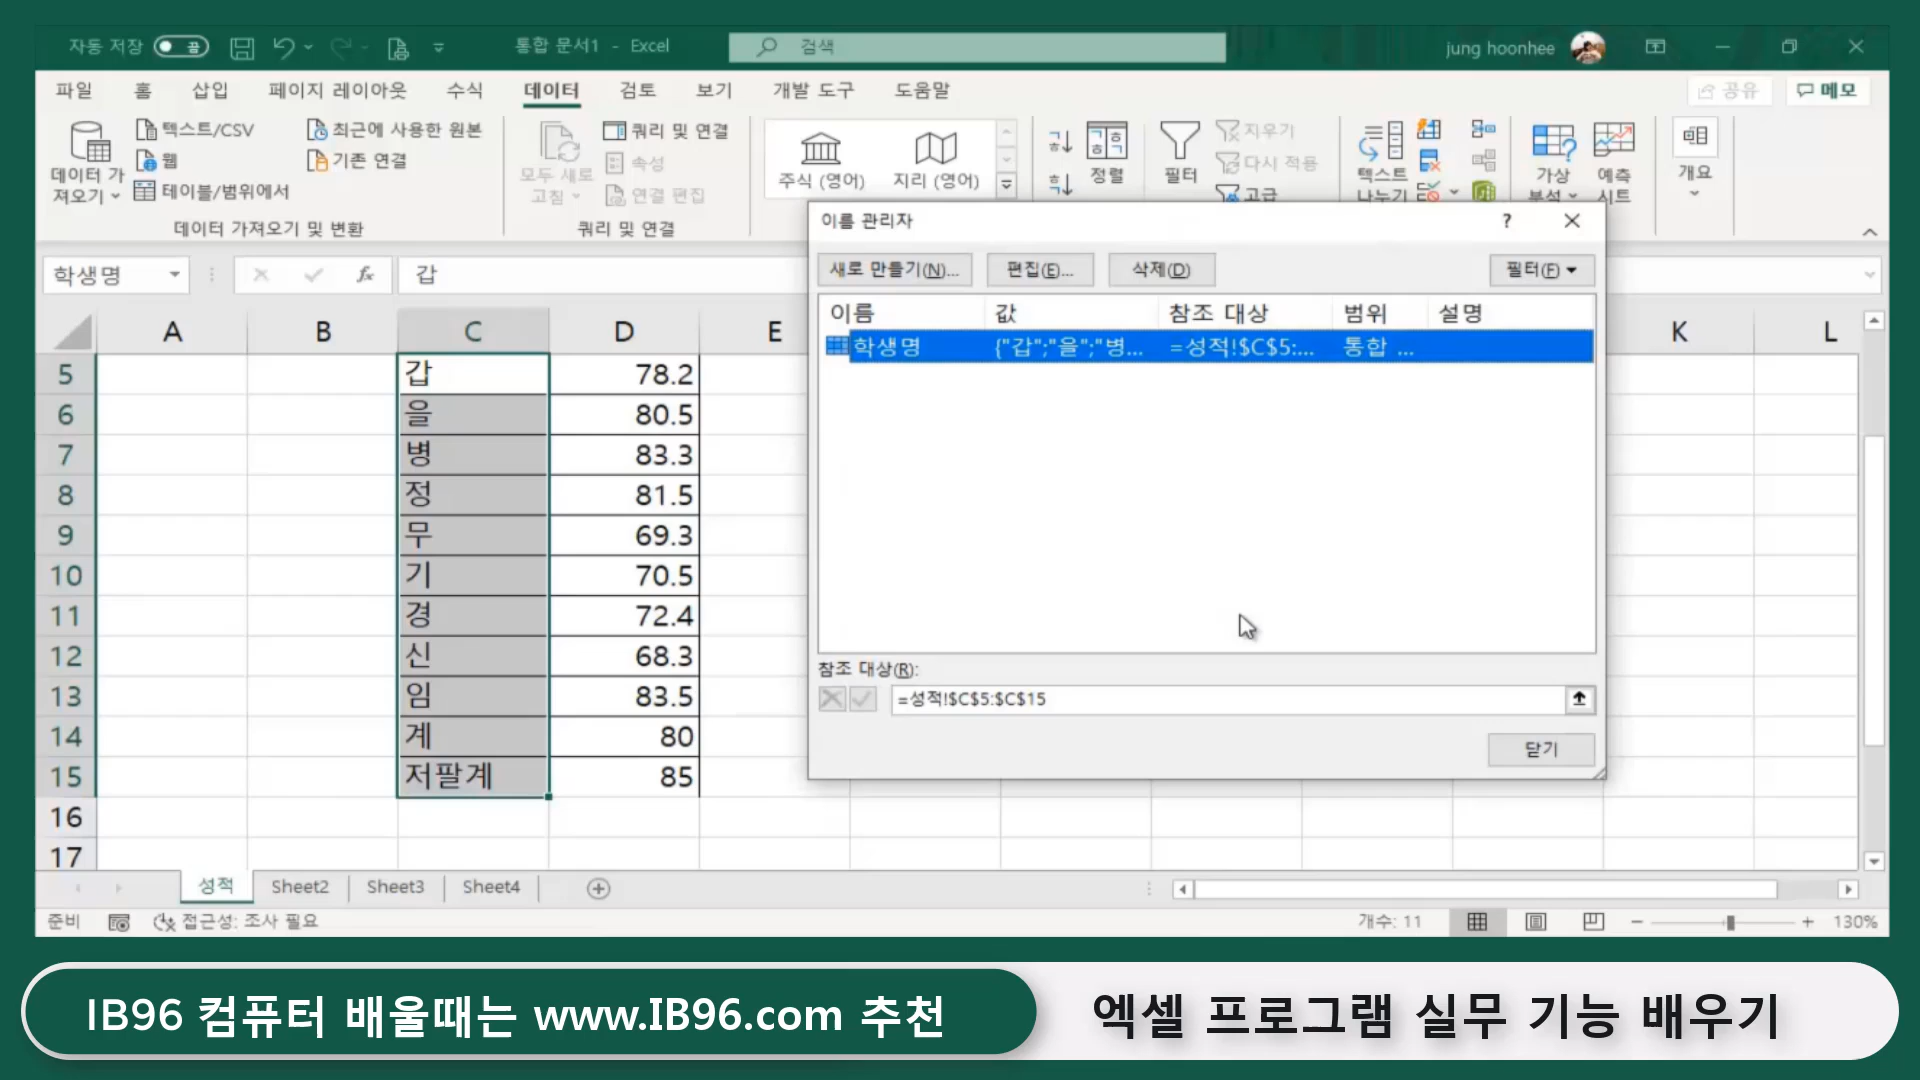 자동 저장 끔 통합 문서1 - Excel 검색 jung hoonhee
파일 홈 삽입 페이지 레이아웃 수식 데이터 검토 보기 개발 도구 도움말 공유 메모
데이터 가
져오기
텍스트/CSV
웹
테이블/범위에서
최근에 사용한 원본
기존 연결
데이터 가져오기 및 변환
모두 새로
고침
쿼리 및 연결
속성
연결 편집
쿼리 및 연결
주식 (영어) 지리 (영어)
정렬
필터
지우기
다시 적용
고급
텍스트
나누기
가상
분석
예측
시트
개요
학생명 fx 갑
A B C D E K L
5 갑 78.2
6 을 80.5
7 병 83.3
8 정 81.5
9 무 69.3
10 기 70.5
11 경 72.4
12 신 68.3
13 임 83.5
14 계 80
15 저팔계 85
16
17
이름 관리자 ?
새로 만들기(N)... 편집(E)... 삭제(D) 필터(F)
이름 값 참조 대상 범위 설명
학생명 {"갑";"을";"병... =성적!$C$5:... 통합 ...
참조 대상(R):
=성적!$C$5:$C$15
닫기
성적 Sheet2 Sheet3 Sheet4
준비 접근성: 조사 필요 개수: 11 130%
IB96 컴퓨터 배울때는 www.IB96.com 추천
엑셀 프로그램 실무 기능 배우기